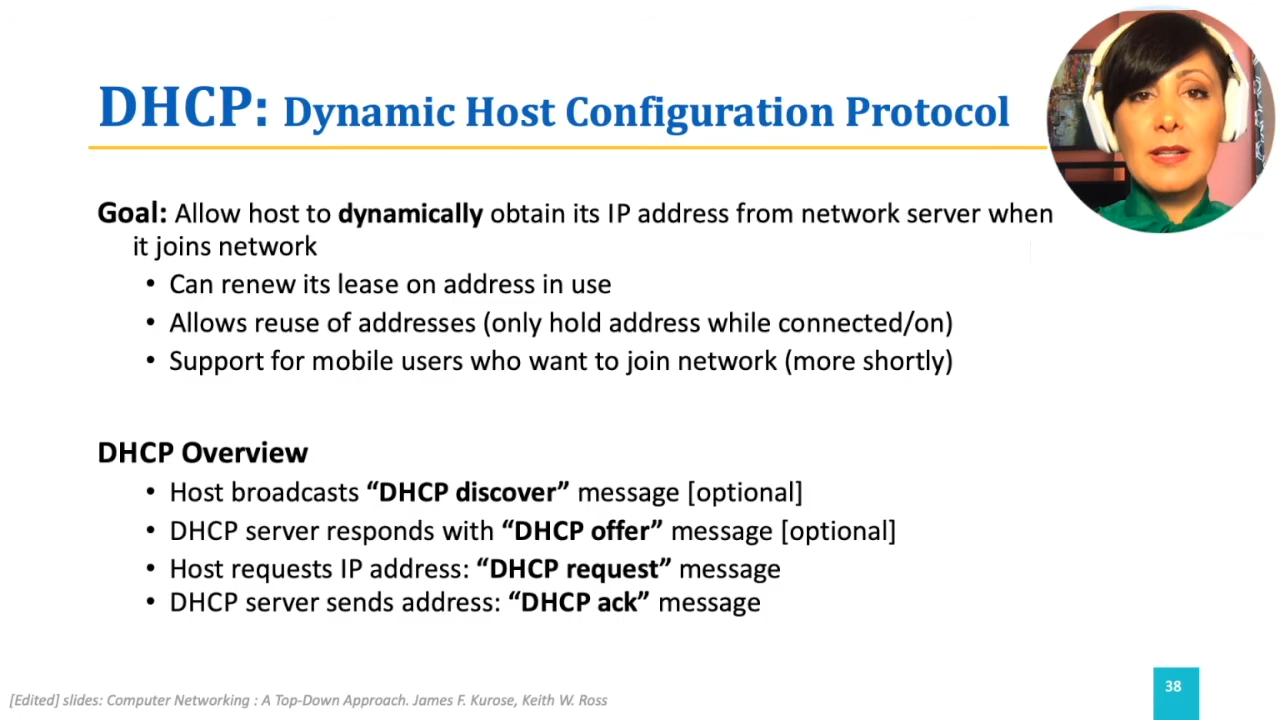 DHCP: Dynamic Host Configuration Protocol
Goal: Allow host to dynamically obtain its IP address from network server when
it joins network
• Can renew its lease on address in use
• Allows reuse of addresses (only hold address while connected/on)
• Support for mobile users who want to join network (more shortly)
DHCP Overview
• Host broadcasts “DHCP discover” message [optional]
• DHCP server responds with “DHCP offer” message [optional]
• Host requests IP address: “DHCP request” message
• DHCP server sends address: “DHCP ack” message
[Edited] slides: Computer Networking : A Top-Down Approach. James F. Kurose, Keith W. Ross
38